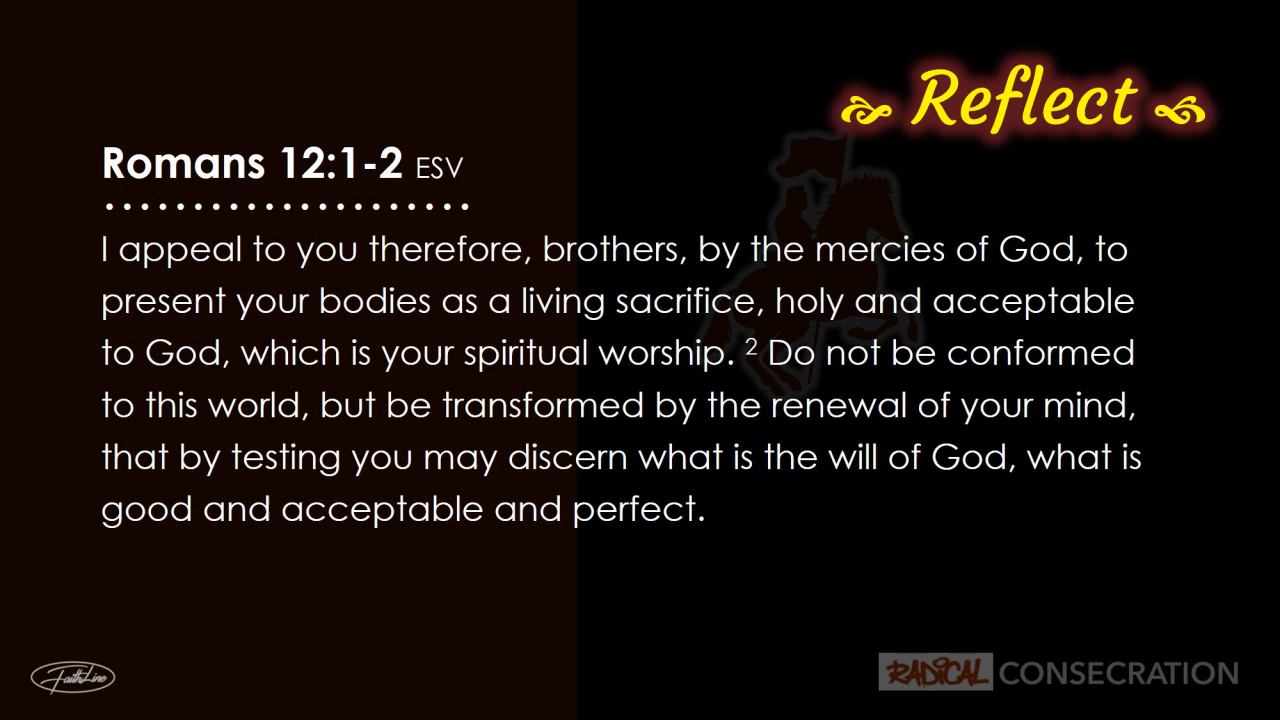 Reflect
Romans 12:1-2 ESV
I appeal to you therefore, brothers, by the mercies of God, to
present your bodies as a living sacrifice, holy and acceptable
to God, which is your spiritual worship. ² Do not be conformed
to this world, but be transformed by the renewal of your mind,
that by testing you may discern what is the will of God, what is
good and acceptable and perfect.
FaithLine
RADICAL CONSECRATION